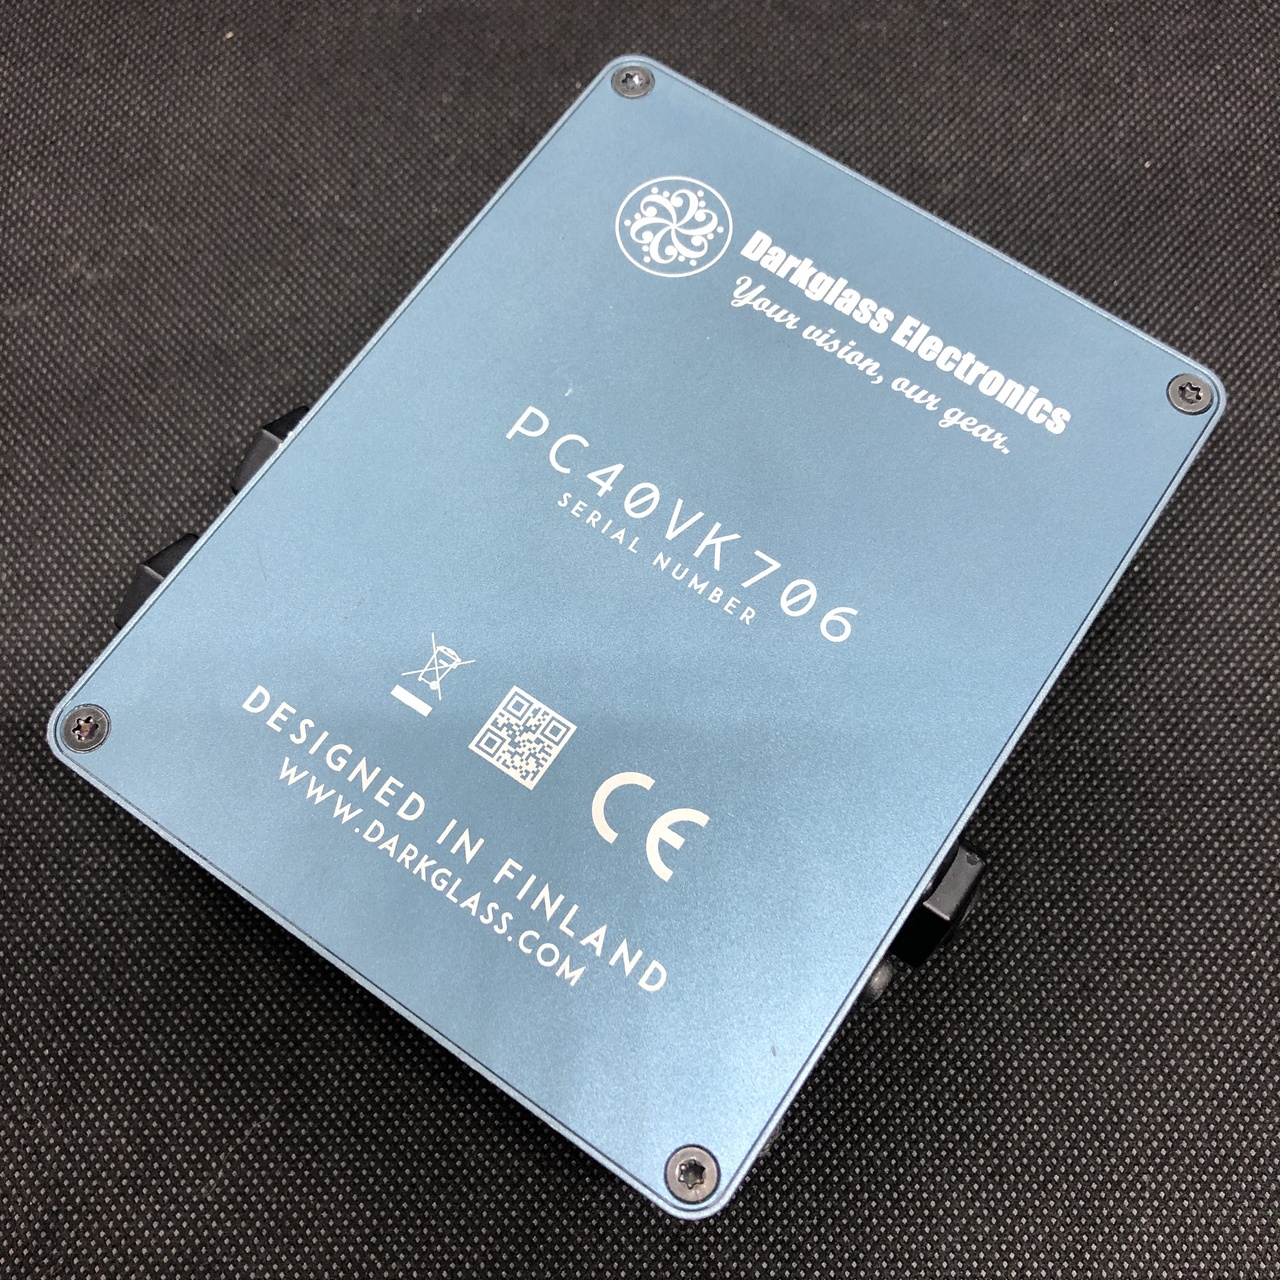 Darkglass Electronics
Your vision, our gear.
PC40VK706
SERIAL NUMBER
CE
DESIGNED IN FINLAND
WWW.DARKGLASS.COM